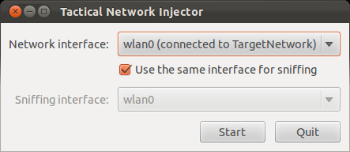 Tactical Network Injector
Network interface: wlan0 (connected to TargetNetwork)
Use the same interface for sniffing
Sniffing interface: wlan0
Start Quit